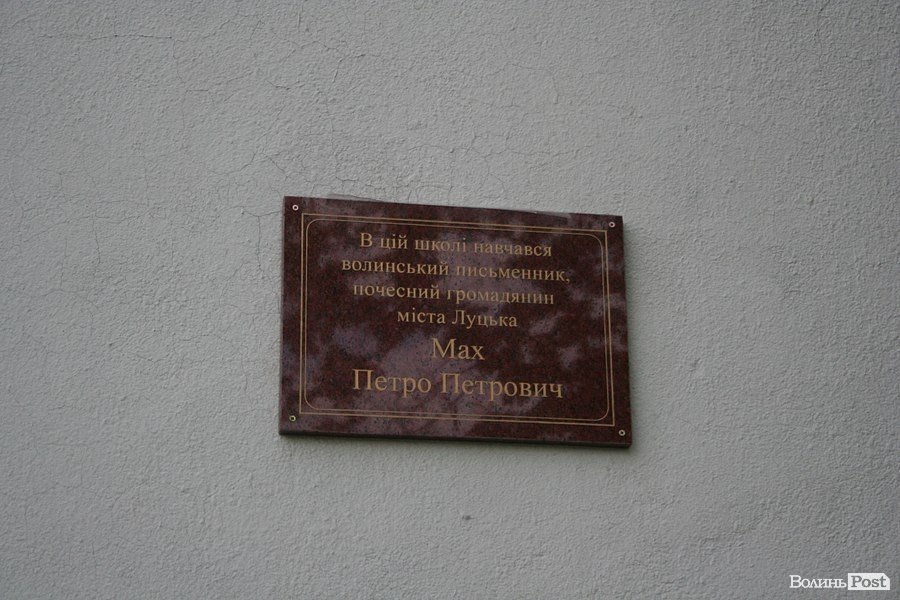 В цій школі навчався
волинський письменник,
почесний громадянин
міста Луцька
Мах
Петро Петрович
Волинь Post